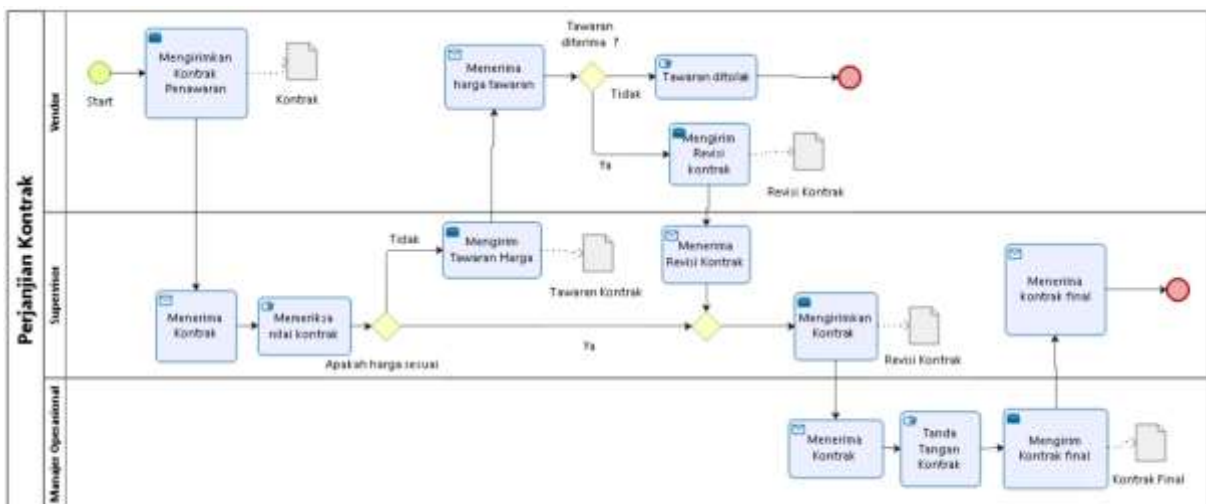 Perjanjian Kontrak
Vendor
Start
Mengirimkan
Kontrak
Penawaran
Kontrak
Menerima
harga tawaran
Tawaran
diterima ?
Tidak
Tawaran ditolak
Ya
Mengirim
Revisi
kontrak
Revisi Kontrak
Supervisor
Menerima
Kontrak
Memeriksa
nilai kontrak
Apakah harga sesuai
Tidak
Mengirim
Tawaran Harga
Tawaran Kontrak
Ya
Menerima
Revisi Kontrak
Mengirimkan
Kontrak
Revisi Kontrak
Menerima
kontrak final
Manajer Operasional
Menerima
Kontrak
Tanda
Tangan
Kontrak
Mengirim
Kontrak final
Kontrak Final